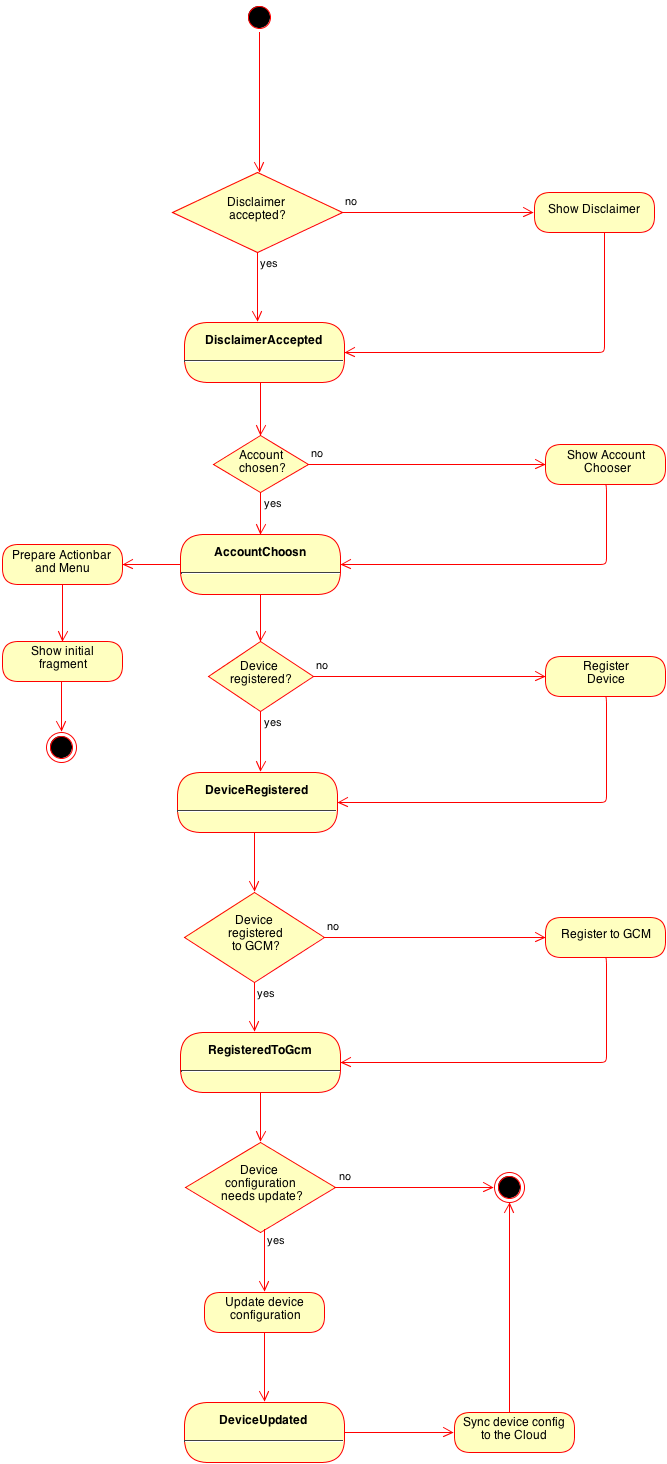 Disclaimer
accepted?
no
Show Disclaimer
yes
DisclaimerAccepted
Account
chosen?
no
Show Account
Chooser
yes
AccountChoosn
Prepare Actionbar
and Menu
Show initial
fragment
Device
registered?
no
Register
Device
yes
DeviceRegistered
Device
registered
to GCM?
no
Register to GCM
yes
RegisteredToGcm
Device
configuration
needs update?
no
yes
Update device
configuration
DeviceUpdated
Sync device config
to the Cloud